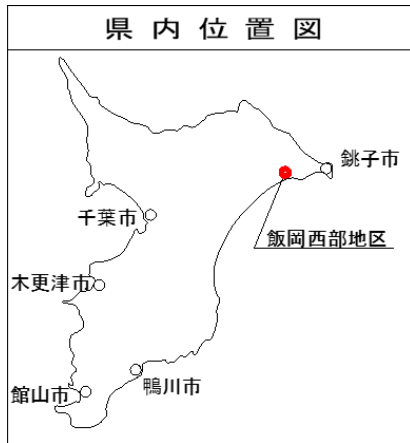 県内位置図
銚子市
千葉市
飯岡西部地区
木更津市
館山市
鴨川市